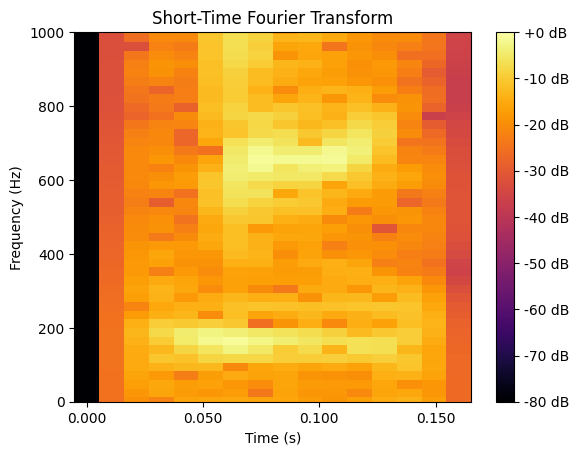 Short-Time Fourier Transform
1000
800
600
400
200
0
Frequency (Hz)
0.000
0.050
0.100
0.150
Time (s)
+0 dB
-10 dB
-20 dB
-30 dB
-40 dB
-50 dB
-60 dB
-70 dB
-80 dB